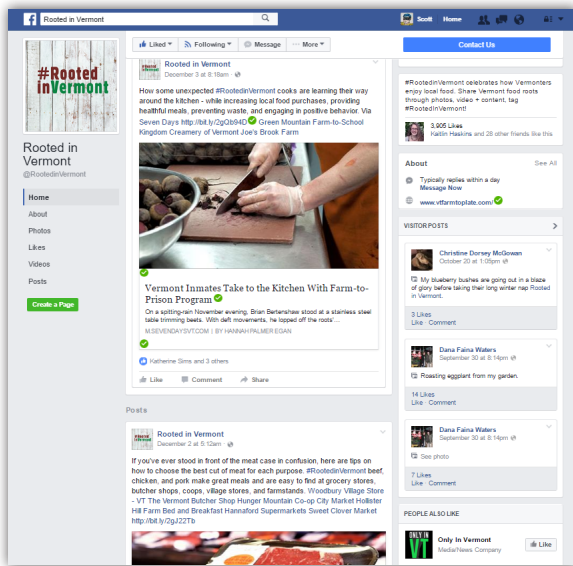 Rooted in Vermont
Scott Home
#Rooted
inVermont
Rooted in
Vermont
@RootedinVermont
Home
About
Photos
Likes
Videos
Posts
Create a Page
Liked Following Message ··· More
Contact Us
Rooted in Vermont
December 3 at 8:18am ·
How some unexpected #RootedinVermont cooks are learning their way
around the kitchen - while increasing local food purchases, providing
healthful meals, preventing waste, and engaging in positive behavior. Via
Seven Days http://bit.ly/2gQb94D Green Mountain Farm-to-School
Kingdom Creamery of Vermont Joe's Brook Farm
Vermont Inmates Take to the Kitchen With Farm-to-
Prison Program
On a spitting-rain November evening, Brian Bertenshaw stood at a stainless steel
table trimming beets. With deft movements, he lopped off the roots'...
M.SEVENDAYSVT.COM | BY HANNAH PALMER EGAN
Katherine Sims and 3 others
Like Comment Share
Posts
Rooted in Vermont
December 2 at 5:12am ·
If you've ever stood in front of the meat case in confusion, here are tips on
how to choose the best cut of meat for each purpose. #RootedinVermont beef,
chicken, and pork make great meals and are easy to find at grocery stores,
butcher shops, coops, village stores, and farmstands. Woodbury Village Store
- VT The Vermont Butcher Shop Hunger Mountain Co-op City Market Hollister
Hill Farm Bed and Breakfast Hannaford Supermarkets Sweet Clover Market
http://bit.ly/2gJ22Tb
#RootedInVermont celebrates how Vermonters
enjoy local food. Share Vermont food roots
through photos, video + content, tag
#RootedInVermont!
3,905 Likes
Kaitlin Haskins and 28 other friends like this
About See All
Typically replies within a day
Message Now
www.vtfarmtoplate.com/
VISITOR POSTS
Christine Dorsey McGowan
October 20 at 1:05pm
My blueberry bushes are going out in a blaze
of glory before taking their long winter nap Rooted
in Vermont.
3 Likes
Like · Comment
Dana Faina Waters
September 30 at 8:14pm
Roasting eggplant from my garden.
14 Likes
Like · Comment
Dana Faina Waters
September 30 at 8:14pm
See photo
7 Likes
Like · Comment
PEOPLE ALSO LIKE
ONLY IN
VT
Only In Vermont
Media/News Company
Like